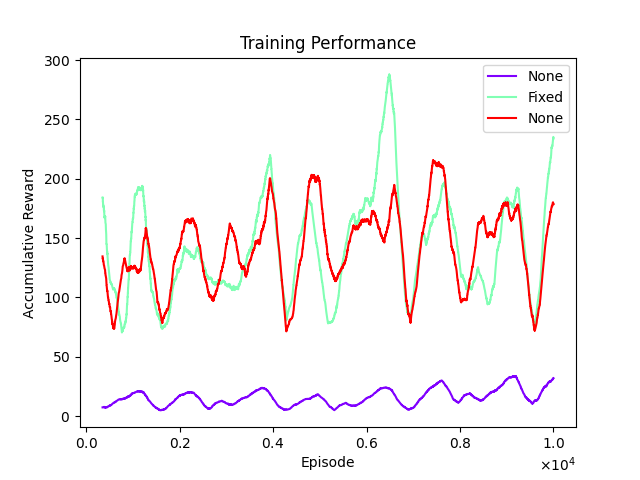 Training Performance
None
Fixed
None
Accumulative Reward
300
250
200
150
100
50
0
0.0
0.2
0.4
0.6
0.8
1.0
Episode
×10⁴